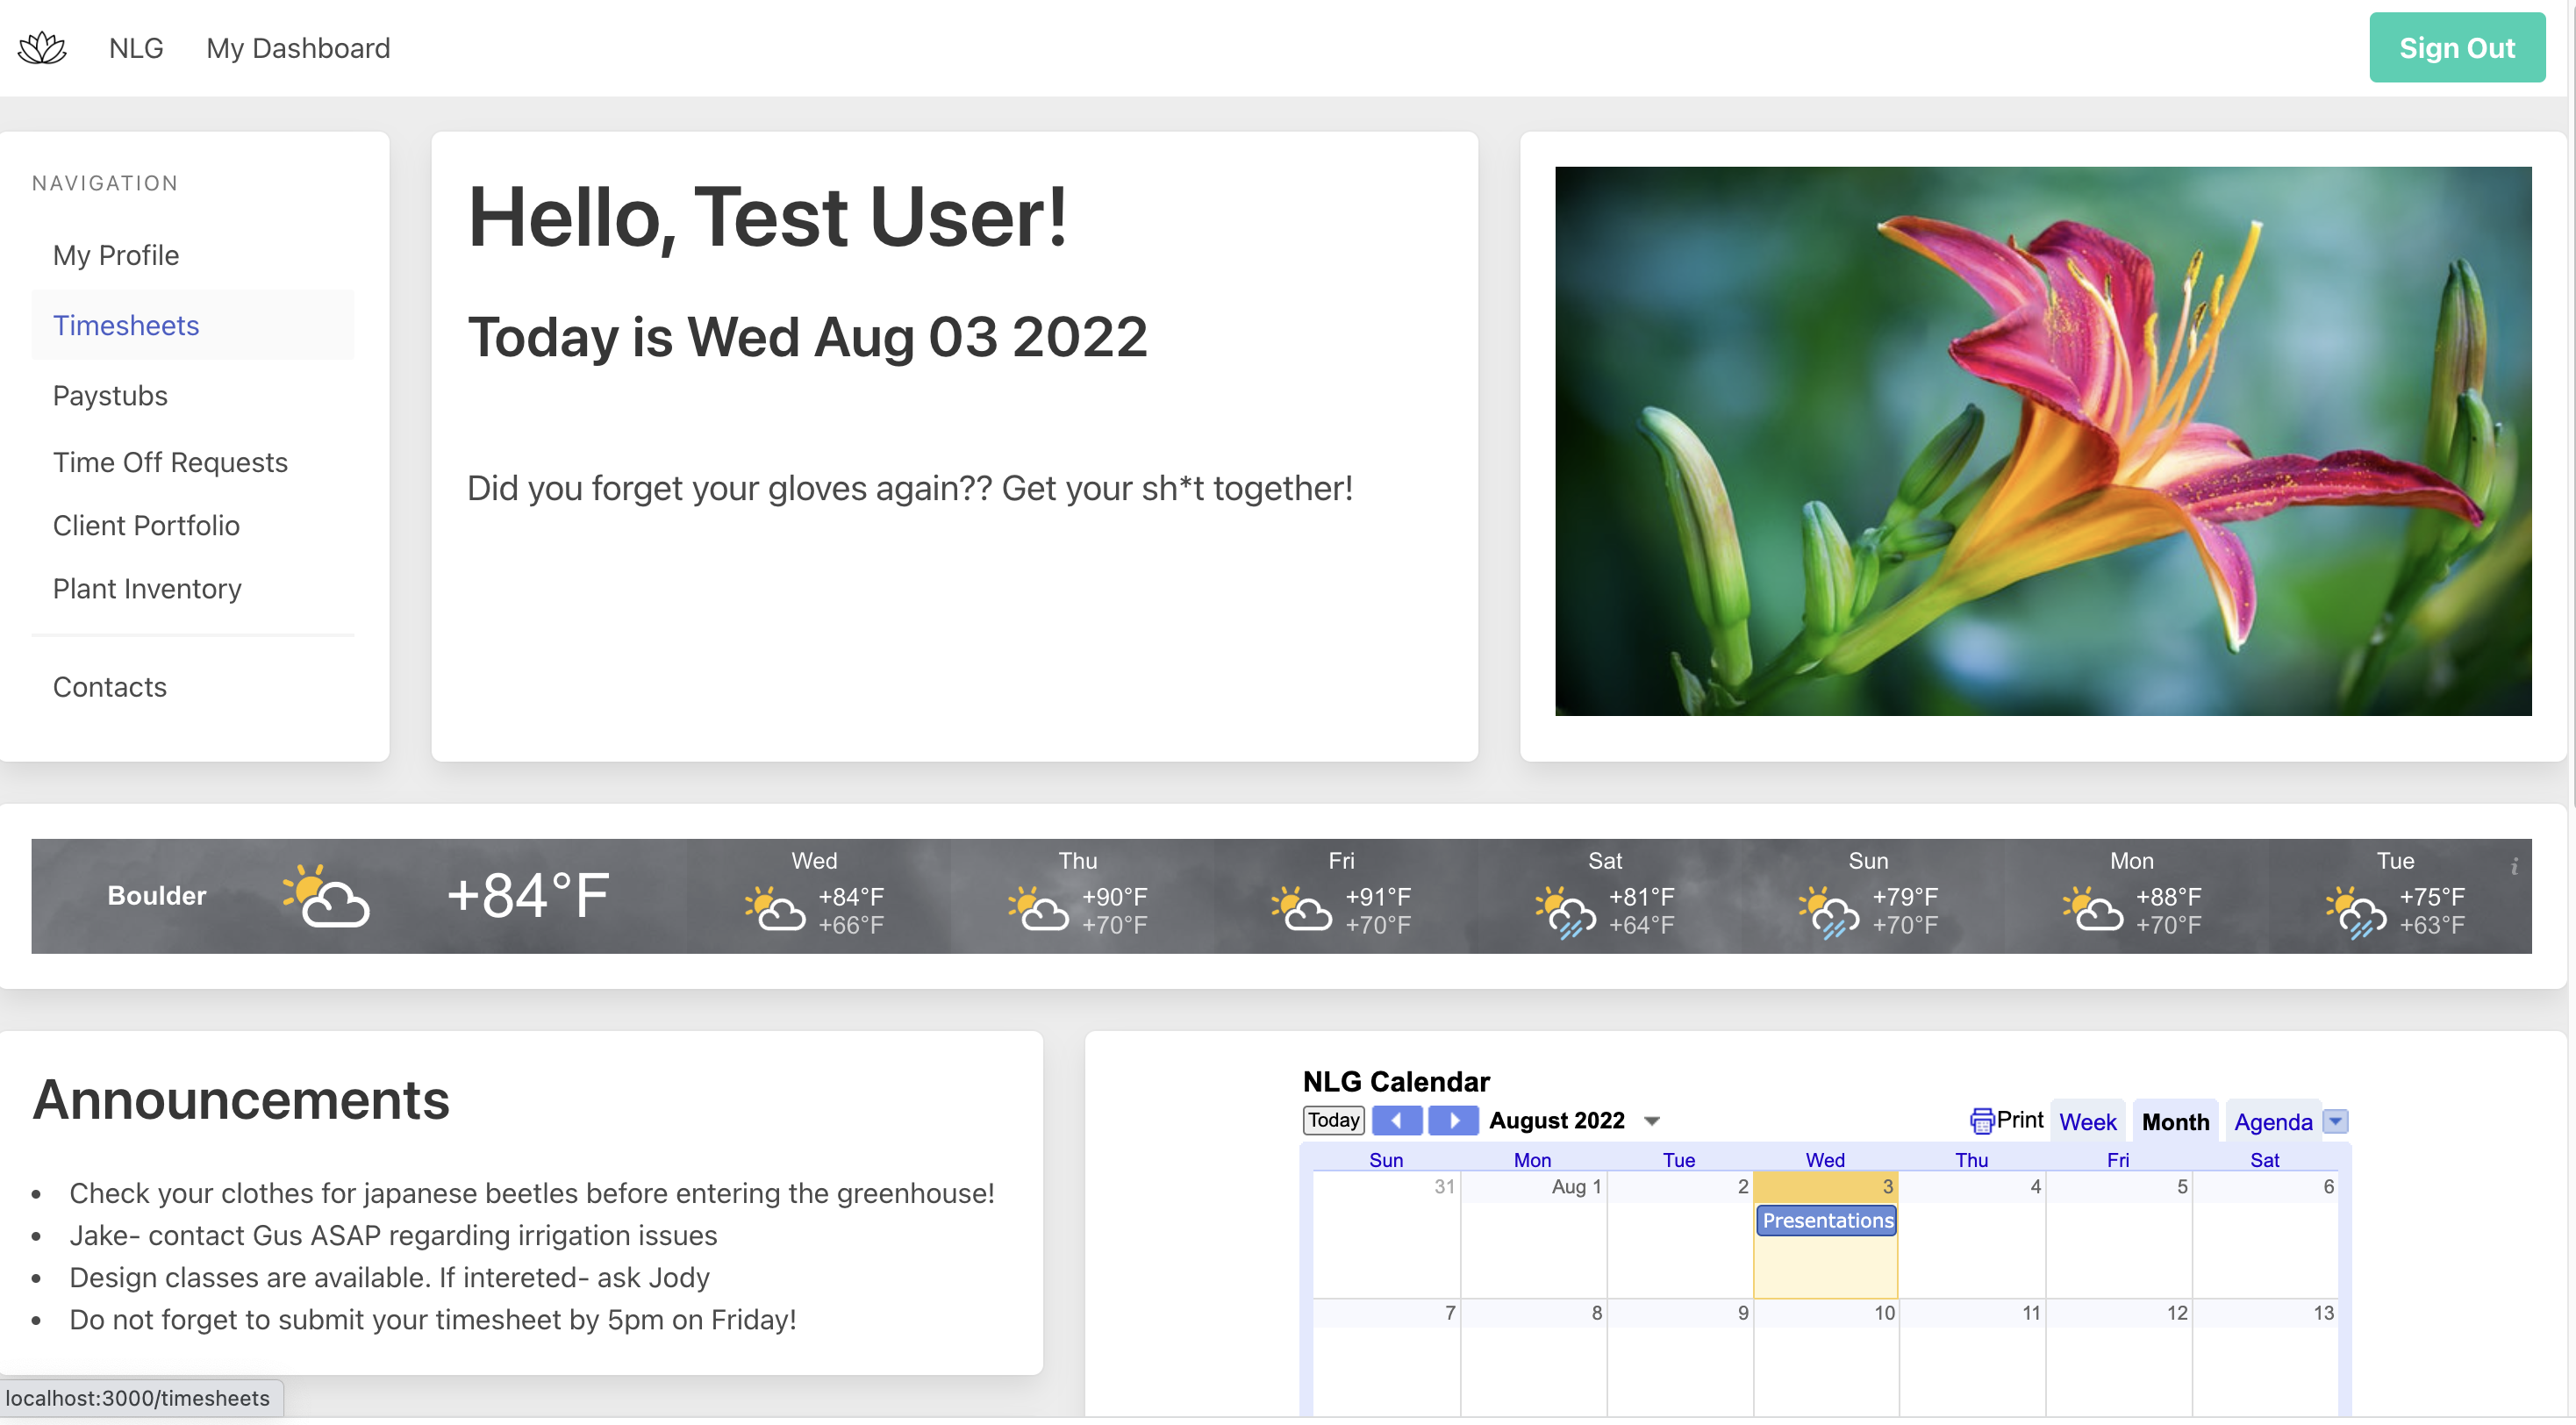 NLG My Dashboard Sign Out
NAVIGATION
My Profile
Timesheets
Paystubs
Time Off Requests
Client Portfolio
Plant Inventory
Contacts
Hello, Test User!
Today is Wed Aug 03 2022
Did you forget your gloves again?? Get your sh*t together!
Boulder +84°F
Wed
+84°F
+66°F
Thu
+90°F
+70°F
Fri
+91°F
+70°F
Sat
+81°F
+64°F
Sun
+79°F
+70°F
Mon
+88°F
+70°F
Tue
+75°F
+63°F
i
Announcements
• Check your clothes for japanese beetles before entering the greenhouse!
• Jake- contact Gus ASAP regarding irrigation issues
• Design classes are available. If intereted- ask Jody
• Do not forget to submit your timesheet by 5pm on Friday!
NLG Calendar
Today August 2022 Print Week Month Agenda
Sun Mon Tue Wed Thu Fri Sat
31 Aug 1 2 3 4 5 6
Presentations
7 8 9 10 11 12 13
localhost:3000/timesheets